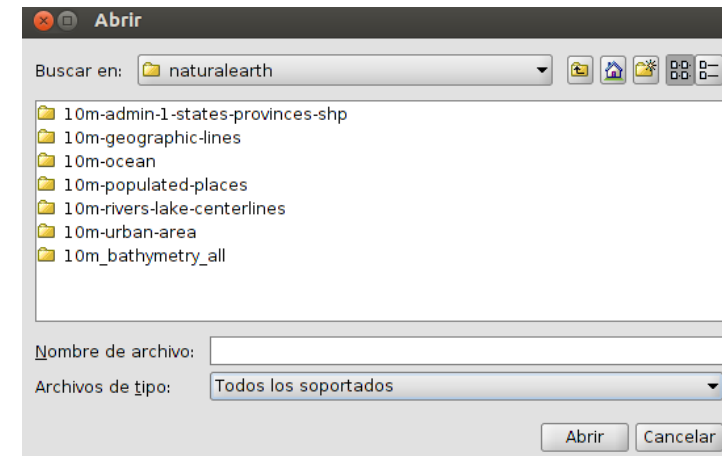 Abrir
Buscar en: naturalearth
10m-admin-1-states-provinces-shp
10m-geographic-lines
10m-ocean
10m-populated-places
10m-rivers-lake-centerlines
10m-urban-area
10m_bathymetry_all
Nombre de archivo:
Archivos de tipo: Todos los soportados
Abrir Cancelar